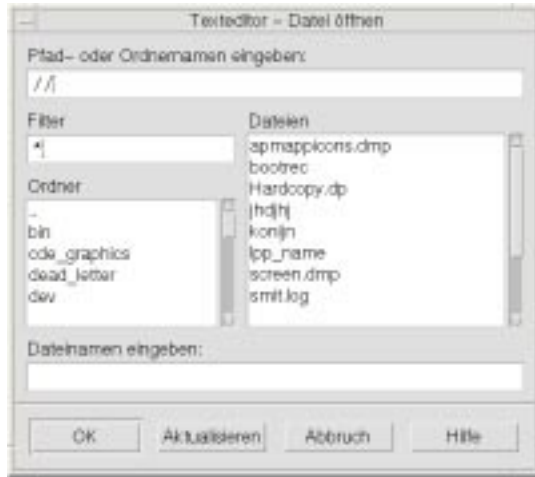 Texteditor – Datei öffnen
Pfad– oder Ordnernamen eingeben:
//
Filter
*
Ordner
..
bin
cde_graphics
dead_letter
dev
Dateien
apmappicons.dmp
bootrec
Hardcopy.dp
jhdjhj
konijn
lpp_name
screen.dmp
smit.log
Dateinamen eingeben:
OK Aktualisieren Abbruch Hilfe